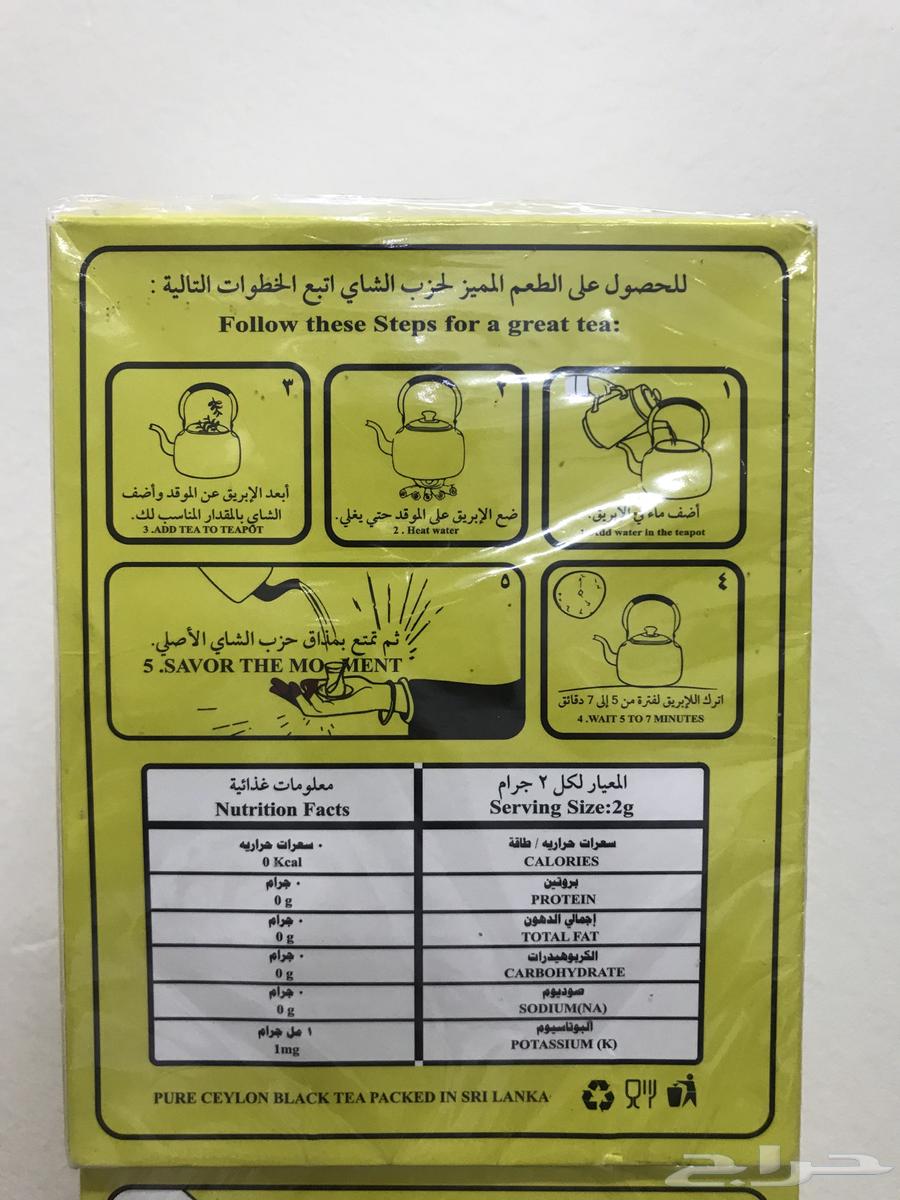 للحصول على الطعم المميز لحزب الشاي اتبع الخطوات التالية :
Follow these Steps for a great tea:
١
أضف ماء في الابريق.
1. Add water in the teapot
٢
ضع الإبريق على الموقد حتي يغلي.
2 . Heat water
٣
أبعد الإبريق عن الموقد وأضف
الشاي بالمقدار المناسب لك.
3 .ADD TEA TO TEAPOT
٤
اترك اللإبريق لفترة من 5 إلى 7 دقائق
4 .WAIT 5 TO 7 MINUTES
٥
ثم تمتع بمذاق حزب الشاي الأصلي.
5 .SAVOR THE MOMENT
المعيار لكل ٢ جرام
معلومات غذائية
Serving Size:2g
Nutrition Facts
سعرات حراريه / طاقة
٠ سعرات حراريه
CALORIES
0 Kcal
بروتين
٠ جرام
PROTEIN
0 g
إجمالي الدهون
٠ جرام
TOTAL FAT
0 g
الكربوهيدرات
٠ جرام
CARBOHYDRATE
0 g
صوديوم
٠ جرام
SODIUM(NA)
0 g
البوتاسيوم
١ مل جرام
POTASSIUM (K)
1mg
PURE CEYLON BLACK TEA PACKED IN SRI LANKA
حراج